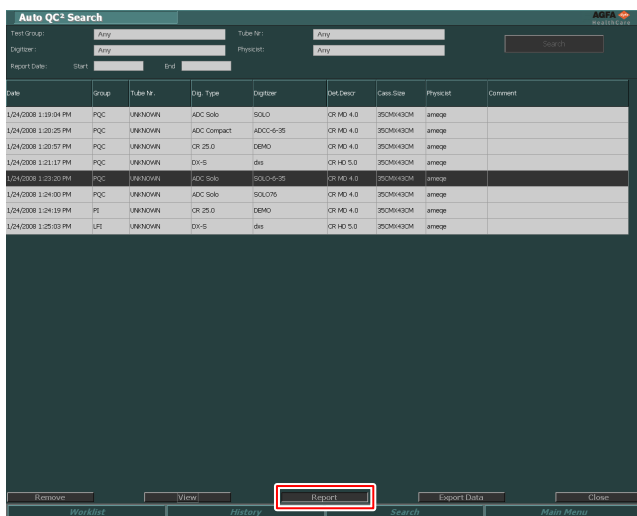 Auto QC² Search
AGFA
HealthCare
Test Group: Any Tube Nr: Any
Digitizer: Any Physicist: Any
Search
Report Date: Start End
Date Group Tube Nr. Dig. Type Digitizer Det.Descr Cass.Size Physicist Comment
1/24/2008 1:19:04 PM PQC UNKNOWN ADC Solo SOLO CR MD 4.0 35CMX43CM ameqe
1/24/2008 1:20:25 PM PQC UNKNOWN ADC Compact ADCC-6-35 CR MD 4.0 35CMX43CM ameqe
1/24/2008 1:20:57 PM PQC UNKNOWN CR 25.0 DEMO CR MD 4.0 35CMX43CM ameqe
1/24/2008 1:21:17 PM PQC UNKNOWN DX-S dxs CR HD 5.0 35CMX43CM ameqe
1/24/2008 1:23:20 PM PQC UNKNOWN ADC Solo SOLO-6-35 CR MD 4.0 35CMX43CM ameqe
1/24/2008 1:24:00 PM PQC UNKNOWN ADC Solo SOLO76 CR MD 4.0 35CMX43CM ameqe
1/24/2008 1:24:19 PM PI UNKNOWN CR 25.0 DEMO CR MD 4.0 35CMX43CM ameqe
1/24/2008 1:25:03 PM LFI UNKNOWN DX-S dxs CR HD 5.0 35CMX43CM ameqe
Remove View Report Export Data Close
Worklist History Search Main Menu